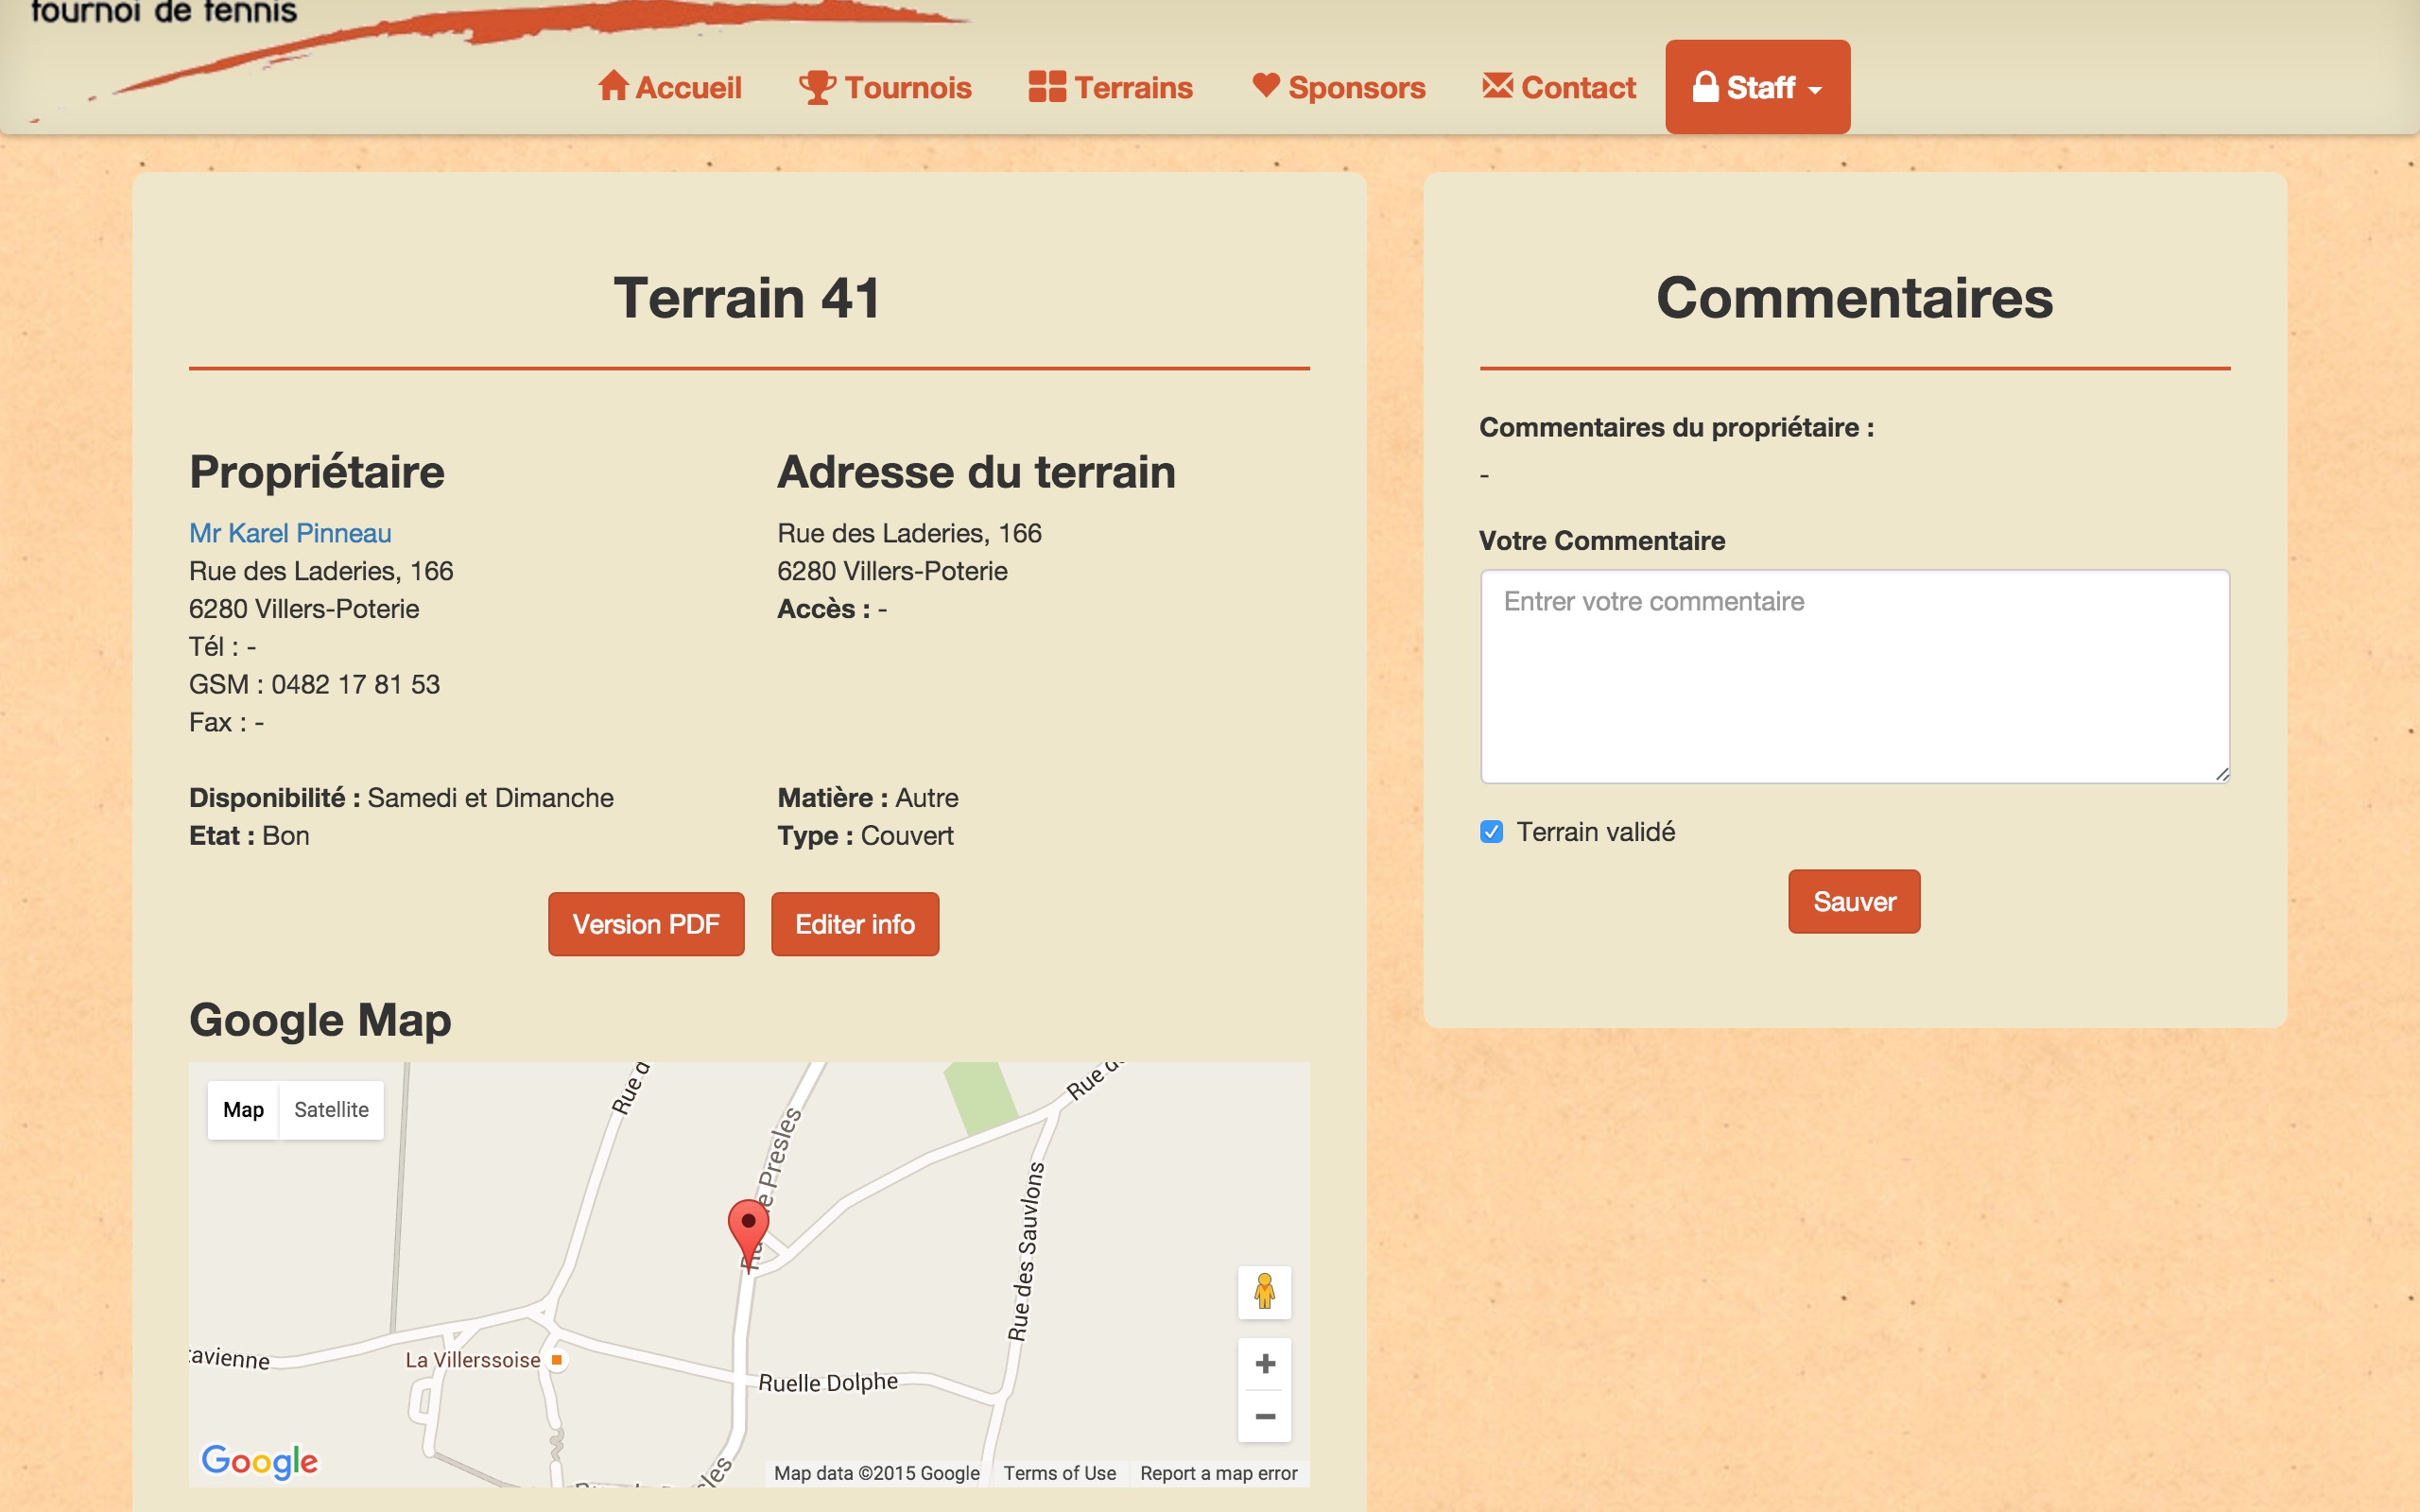 tournoi de tennis
Accueil
Tournois
Terrains
Sponsors
Contact
Staff
Terrain 41
Propriétaire
Mr Karel Pinneau
Rue des Laderies, 166
6280 Villers-Poterie
Tél : -
GSM : 0482 17 81 53
Fax : -
Adresse du terrain
Rue des Laderies, 166
6280 Villers-Poterie
Accès : -
Disponibilité : Samedi et Dimanche
Etat : Bon
Matière : Autre
Type : Couvert
Version PDF
Editer info
Google Map
Map
Satellite
Rue d
Presles
Rue d
Rue des Sauvlons
avienne
La Villerssoise
Ruelle Dolphe
Google
Map data ©2015 Google
Terms of Use
Report a map error
Commentaires
Commentaires du propriétaire :
-
Votre Commentaire
Entrer votre commentaire
Terrain validé
Sauver